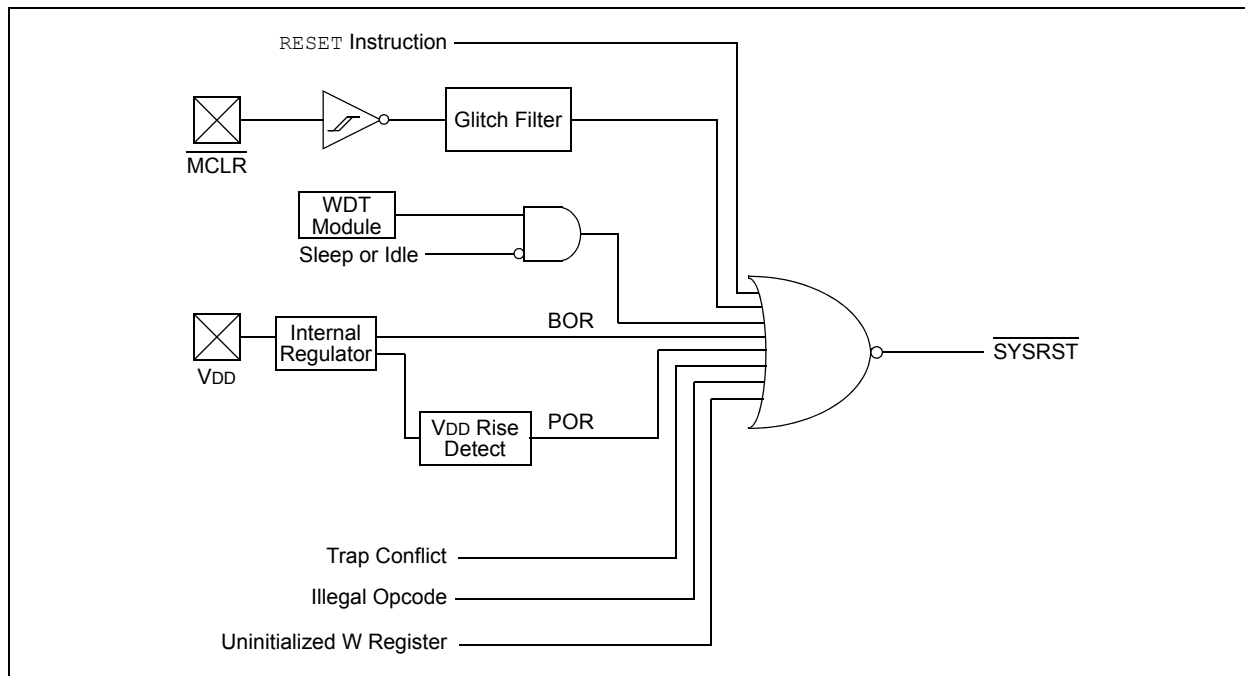 RESET Instruction
Glitch Filter
MCLR
WDT
Module
Sleep or Idle
BOR
Internal
Regulator
VDD
SYSRST
VDD Rise
Detect
POR
Trap Conflict
Illegal Opcode
Uninitialized W Register